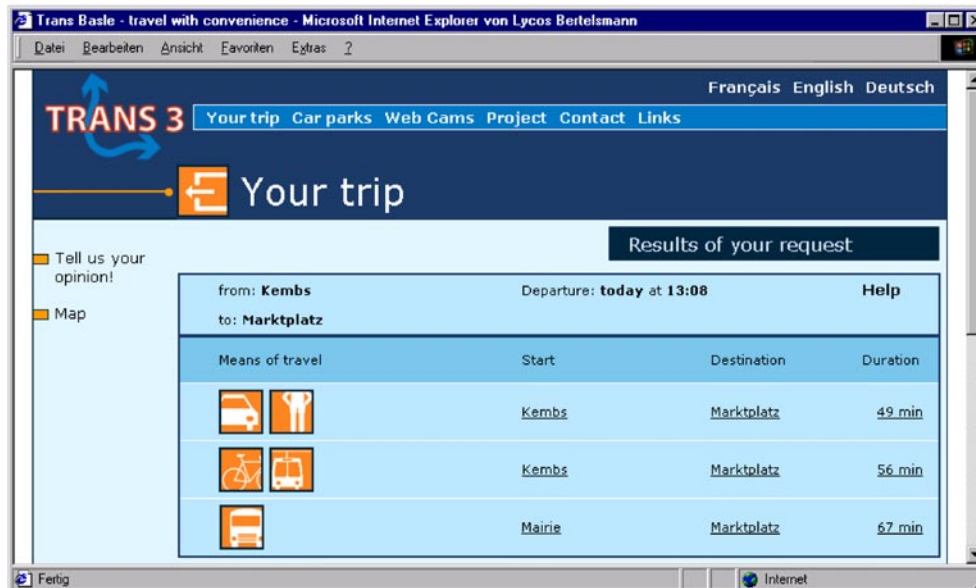 Trans Basle - travel with convenience - Microsoft Internet Explorer von Lycos Bertelsmann
Datei Bearbeiten Ansicht Favoriten Extras ?
Français English Deutsch
TRANS 3
Your trip Car parks Web Cams Project Contact Links
Your trip
Results of your request
Tell us your
opinion!
Map
from: Kembs Departure: today at 13:08 Help
to: Marktplatz
Means of travel Start Destination Duration
Kembs Marktplatz 49 min
Kembs Marktplatz 56 min
Mairie Marktplatz 67 min
Fertig Internet